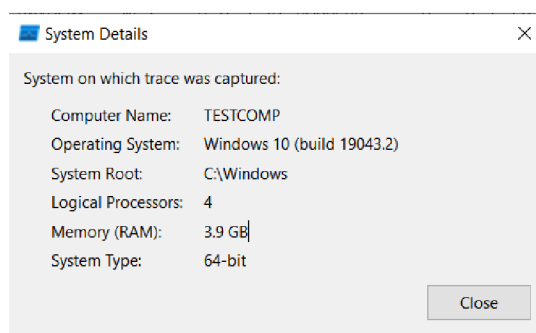 System Details
System on which trace was captured:
Computer Name: TESTCOMP
Operating System: Windows 10 (build 19043.2)
System Root: C:\Windows
Logical Processors: 4
Memory (RAM): 3.9 GB
System Type: 64-bit
Close